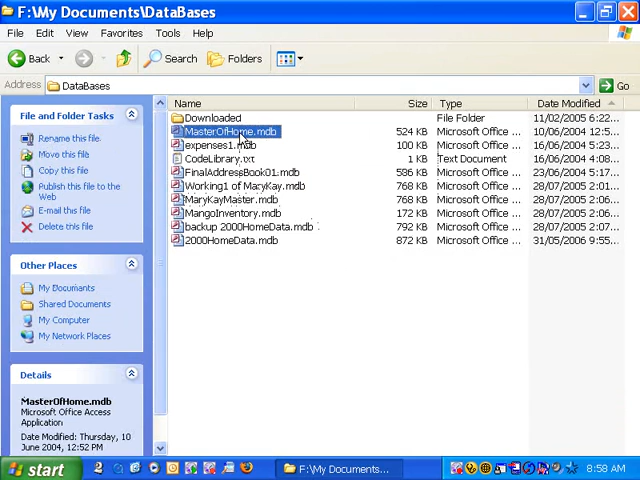 F:\My Documents\DataBases
File Edit View Favorites Tools Help
Back Search Folders
Address DataBases Go
File and Folder Tasks
Rename this file
Move this file
Copy this file
Publish this file to the Web
E-mail this file
Delete this file
Other Places
My Documents
Shared Documents
My Computer
My Network Places
Details
MasterOfHome.mdb
Microsoft Office Access
Application
Date Modified: Thursday, 10
June 2004, 12:52 PM
Name Size Type Date Modified
Downloaded File Folder 11/02/2005 6:22...
MasterOfHome.mdb 524 KB Microsoft Office ... 10/06/2004 12:5...
expenses1.mdb 100 KB Microsoft Office ... 16/06/2004 12:5...
CodeLibrary.txt 1 KB Text Document 16/06/2004 4:08...
FinalAddressBook01.mdb 586 KB Microsoft Office ...
Working1 of MaryKay.mdb 768 KB Microsoft Office ... 28/07/2005 2:01...
MaryKayMaster.mdb 768 KB Microsoft Office ... 28/07/2005 2:06...
MangoInventory.mdb 172 KB Microsoft Office ... 28/07/2005 2:06...
backup 2000HomeData.mdb 792 KB Microsoft Office ... 28/07/2005 2:07...
2000HomeData.mdb 872 KB Microsoft Office ... 31/05/2006 9:55...
start F:\My Documents... 8:58 AM